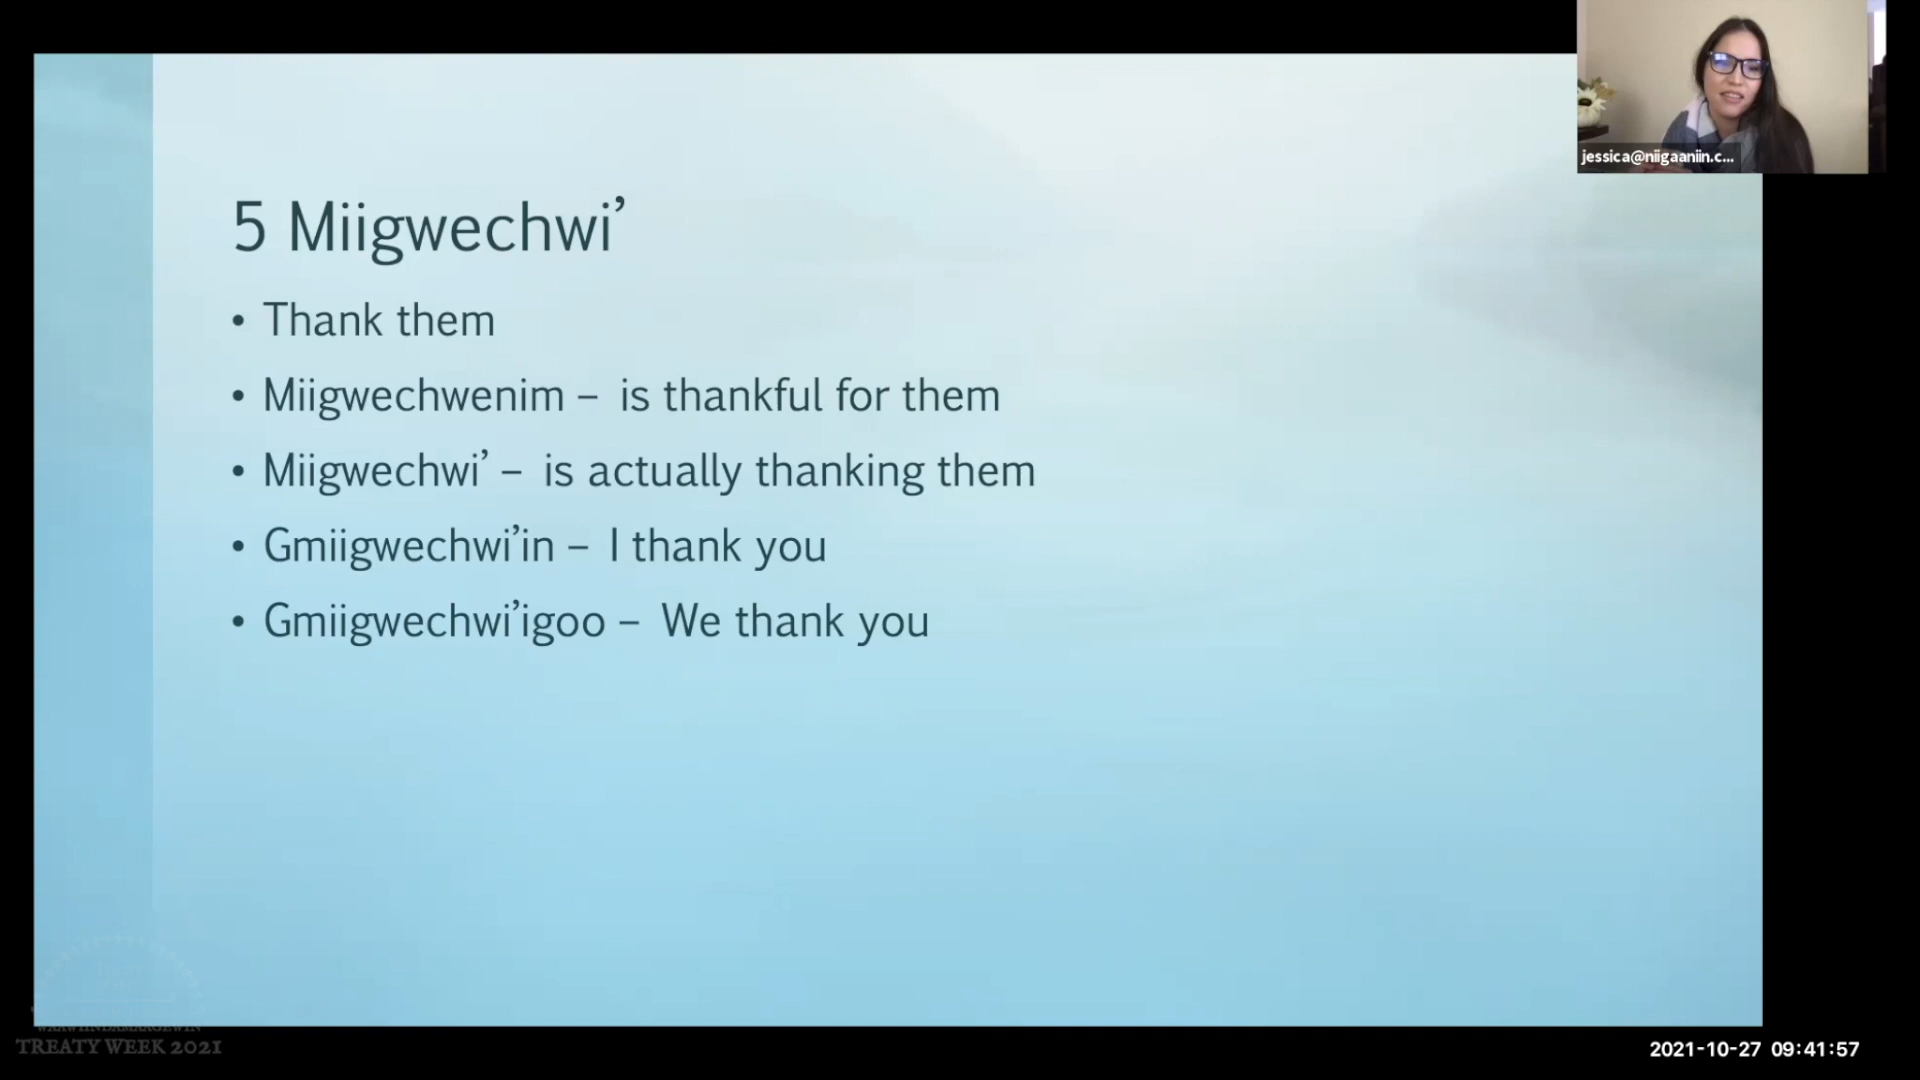 jessica@niigaaniin.c...
5 Miigwechwi’
• Thank them
• Miigwechwenim – is thankful for them
• Miigwechwi’ – is actually thanking them
• Gmiigwechwi’in – I thank you
• Gmiigwechwi’igoo – We thank you
TREATY WEEK 2021
2021-10-27 09:41:57